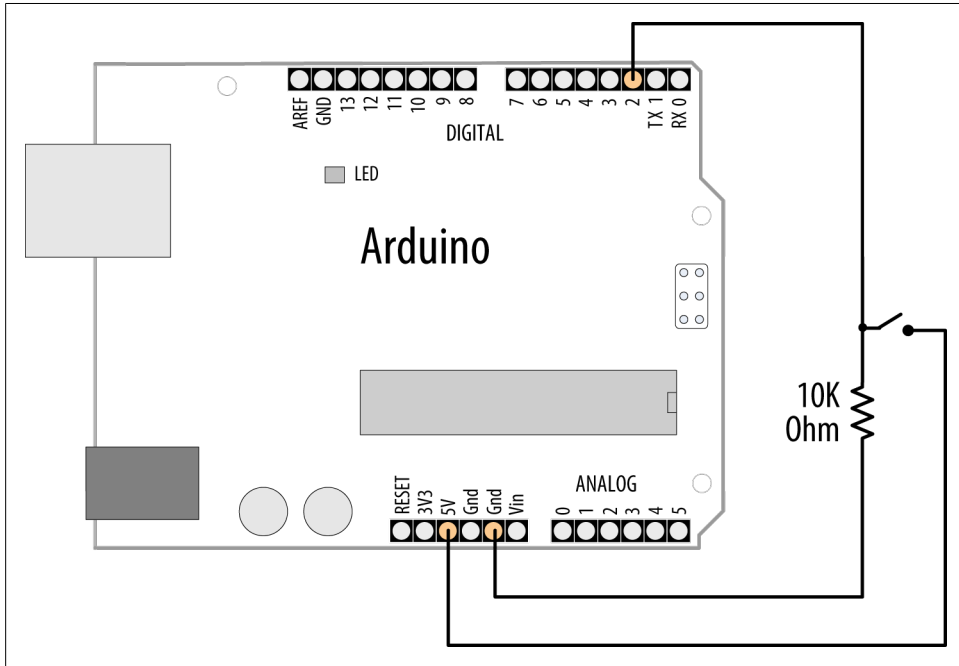 AREF GND 13 12 11 10 9 8 7 6 5 4 3 2 TX 1 RX 0
DIGITAL
LED
Arduino
10K
Ohm
ANALOG
RESET 3V3 5V Gnd Gnd Vin 0 1 2 3 4 5